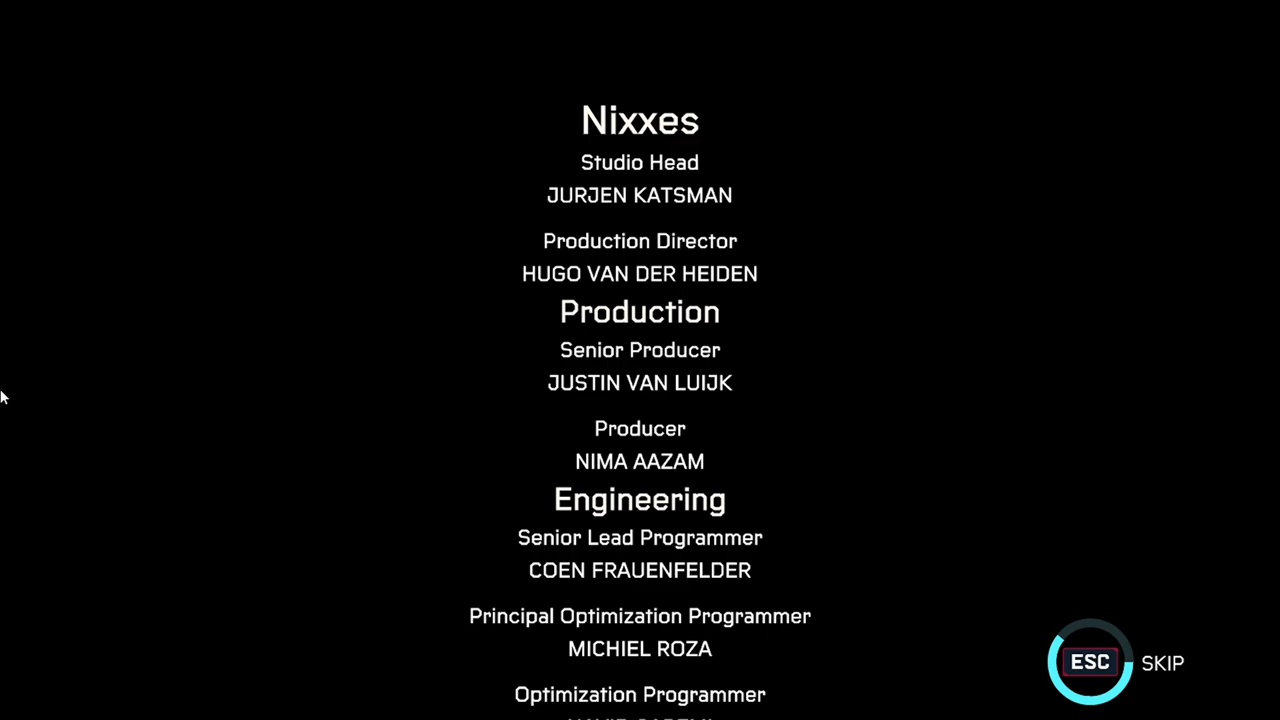 Nixxes
Studio Head
JURJEN KATSMAN
Production Director
HUGO VAN DER HEIDEN
Production
Senior Producer
JUSTIN VAN LUIJK
Producer
NIMA AAZAM
Engineering
Senior Lead Programmer
COEN FRAUENFELDER
Principal Optimization Programmer
MICHIEL ROZA
ESC SKIP
Optimization Programmer